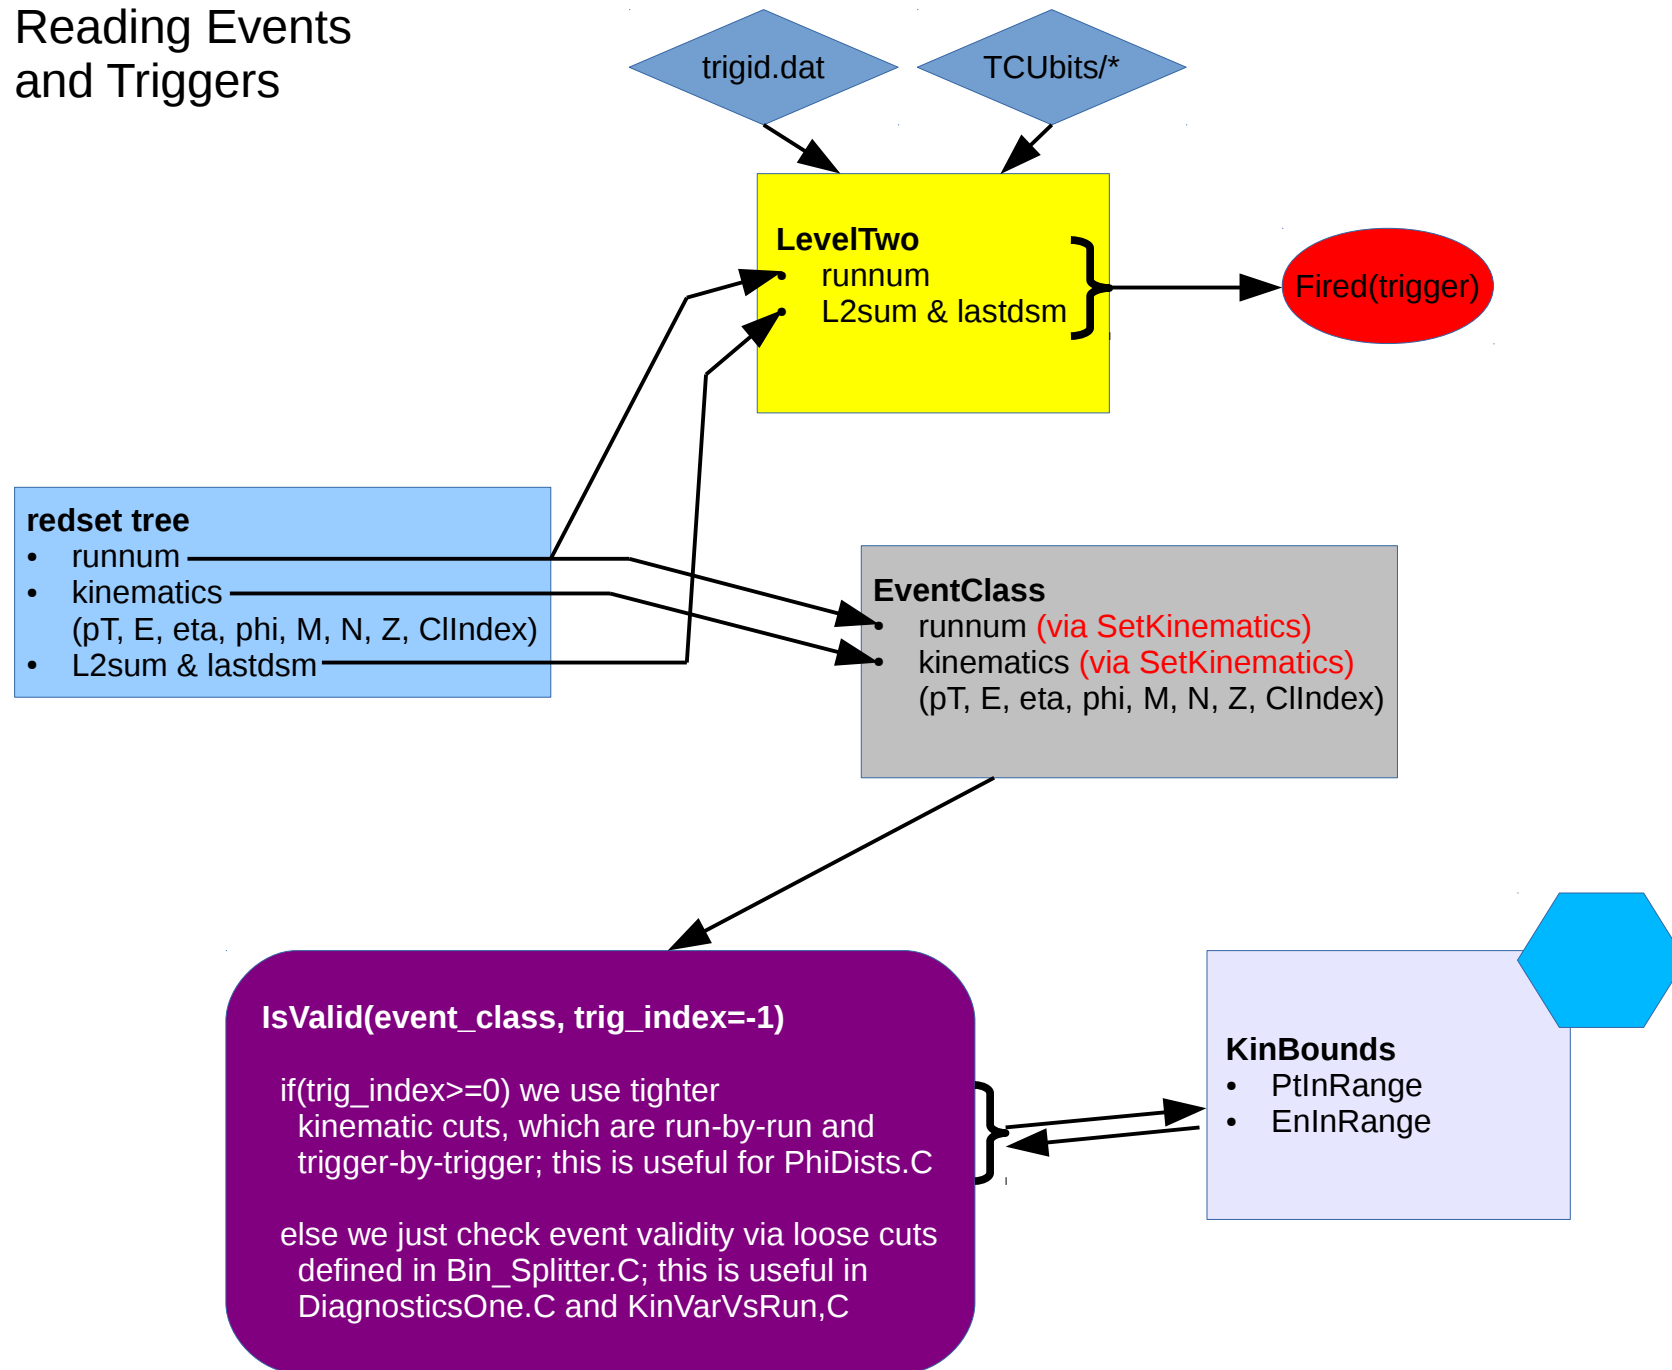 Reading Events
and Triggers
trigid.dat
TCUbits/*
LevelTwo
• runnum
• L2sum & lastdsm
Fired(trigger)
redset tree
• runnum
• kinematics
(pT, E, eta, phi, M, N, Z, ClIndex)
• L2sum & lastdsm
EventClass
• runnum (via SetKinematics)
• kinematics (via SetKinematics)
(pT, E, eta, phi, M, N, Z, ClIndex)
IsValid(event_class, trig_index=-1)
if(trig_index>=0) we use tighter
kinematic cuts, which are run-by-run and
trigger-by-trigger; this is useful for PhiDists.C
else we just check event validity via loose cuts
defined in Bin_Splitter.C; this is useful in
DiagnosticsOne.C and KinVarVsRun,C
KinBounds
• PtInRange
• EnInRange